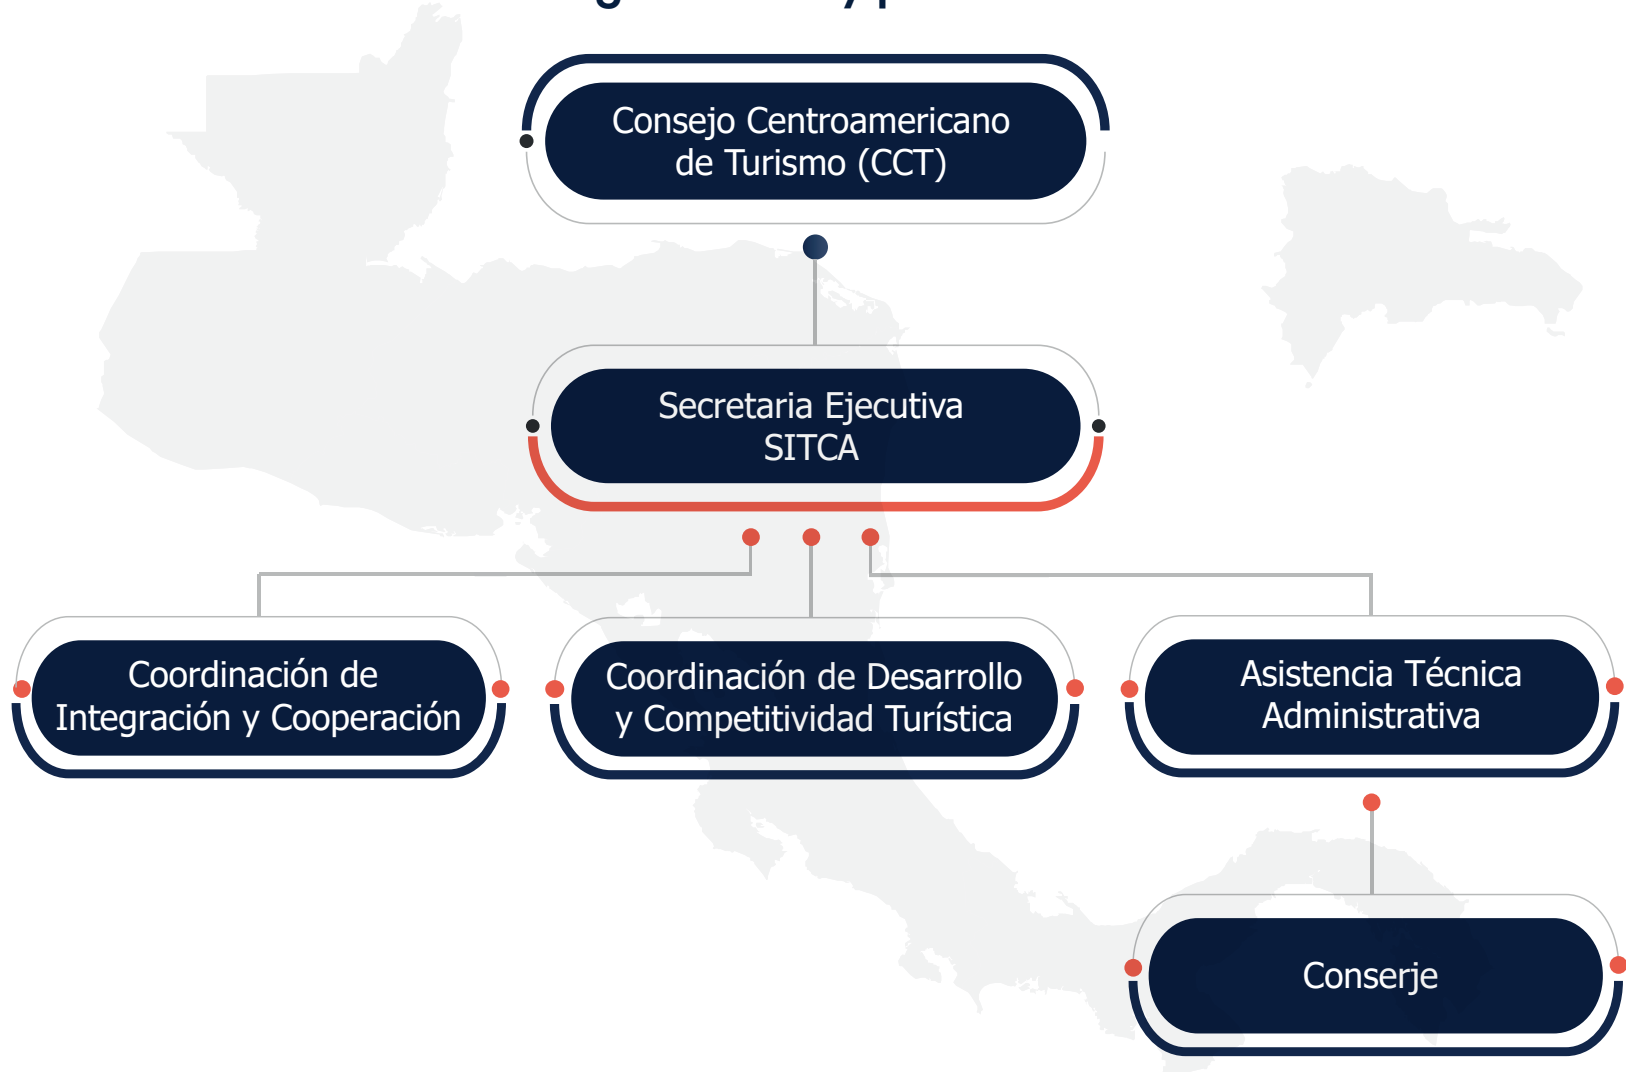 Consejo Centroamericano
de Turismo (CCT)
Secretaria Ejecutiva
SITCA
Coordinación de
Integración y Cooperación
Coordinación de Desarrollo
y Competitividad Turística
Asistencia Técnica
Administrativa
Conserje